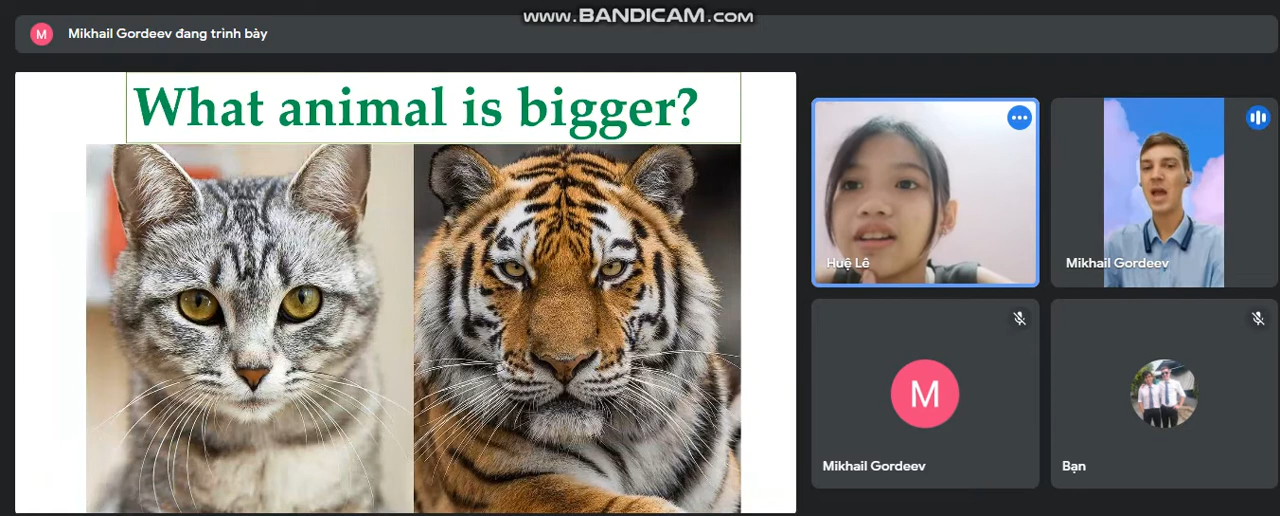 www.BANDICAM.com
M
Mikhail Gordeev đang trình bày
What animal is bigger?
Huệ Lê
Mikhail Gordeev
M
Mikhail Gordeev
Bạn